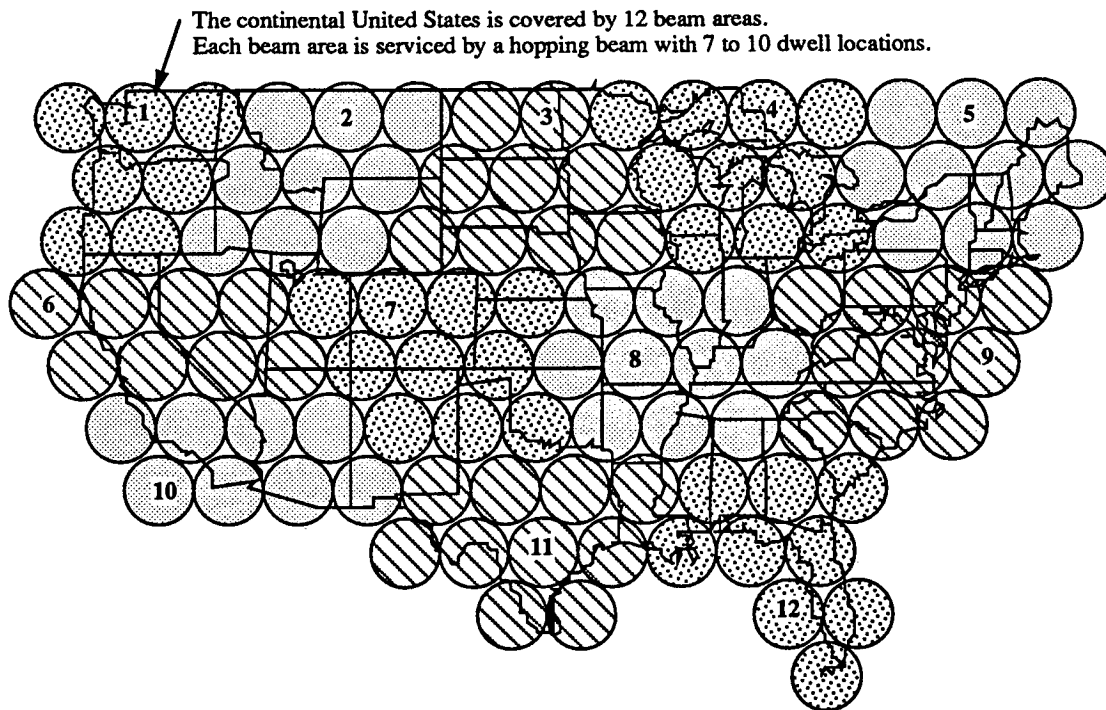 The continental United States is covered by 12 beam areas.
Each beam area is serviced by a hopping beam with 7 to 10 dwell locations.
1 2 3 4 5
6 7
8 9
10
11
12